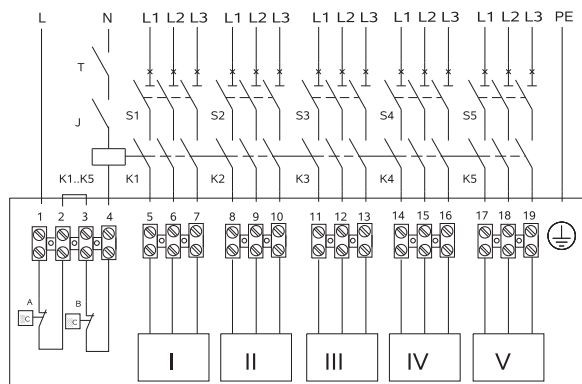 L N L1 L2 L3 L1 L2 L3 L1 L2 L3 L1 L2 L3 L1 L2 L3 PE
T
S1 S2 S3 S4 S5
J
K1..K5 K1 K2 K3 K4 K5
1 2 3 4 5 6 7 8 9 10 11 12 13 14 15 16 17 18 19
A B
C C
I II III IV V